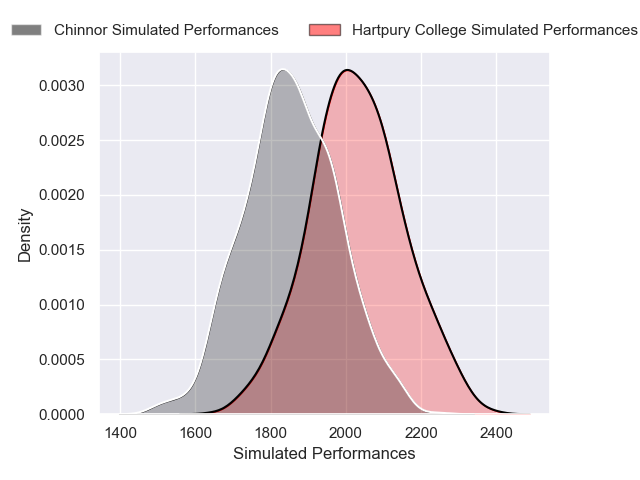 Chinnor Simulated Performances
Hartpury College Simulated Performances
0.0030
0.0025
0.0020
0.0015
0.0010
0.0005
0.0000
Density
1400 1600 1800 2000 2200 2400
Simulated Performances